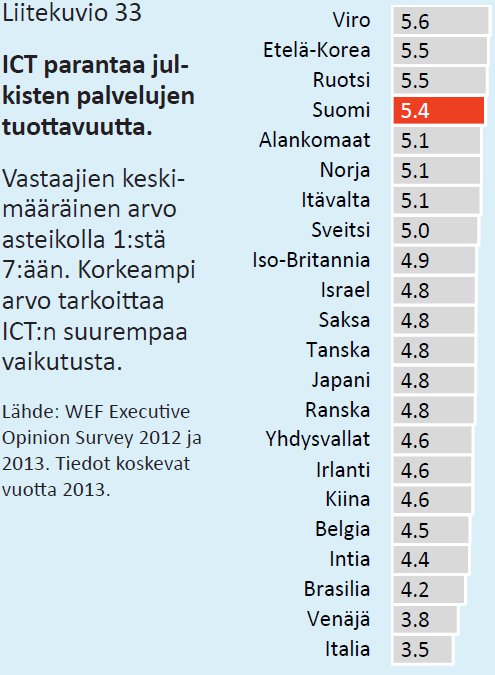 Liitekuvio 33
ICT parantaa jul-
kisten palvelujen
tuottavuutta.
Vastaajien keski-
määräinen arvo
asteikolla 1:stä
7:ään. Korkeampi
arvo tarkoittaa
ICT:n suurempaa
vaikutusta.
Lähde: WEF Executive
Opinion Survey 2012 ja
2013. Tiedot koskevat
vuotta 2013.
Viro 5.6
Etelä-Korea 5.5
Ruotsi 5.5
Suomi 5.4
Alankomaat 5.1
Norja 5.1
Itävalta 5.1
Sveitsi 5.0
Iso-Britannia 4.9
Israel 4.8
Saksa 4.8
Tanska 4.8
Japani 4.8
Ranska 4.8
Yhdysvallat 4.6
Irlanti 4.6
Kiina 4.6
Belgia 4.5
Intia 4.4
Brasilia 4.2
Venäjä 3.8
Italia 3.5